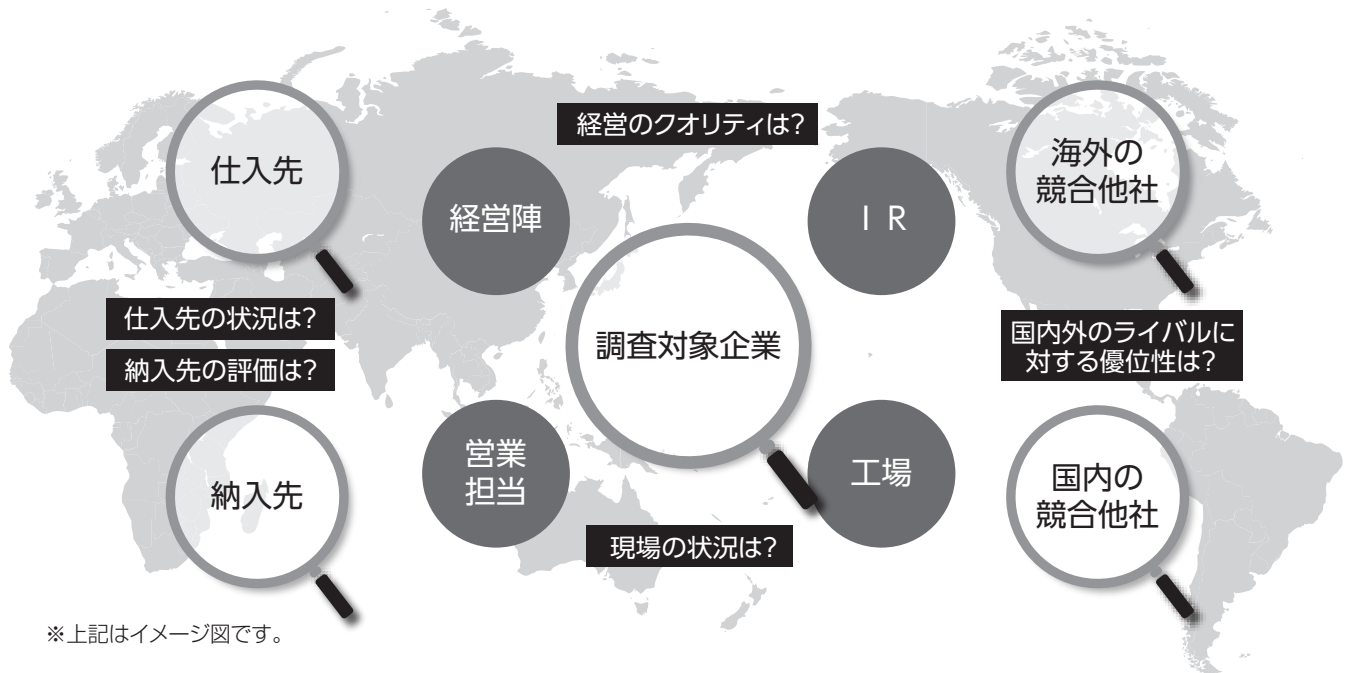 経営のクオリティは?
仕入先
経営陣
I R
海外の
競合他社
調査対象企業
仕入先の状況は?
納入先の評価は?
国内外のライバルに
対する優位性は?
納入先
営業
担当
工場
国内の
競合他社
現場の状況は?
※上記はイメージ図です。